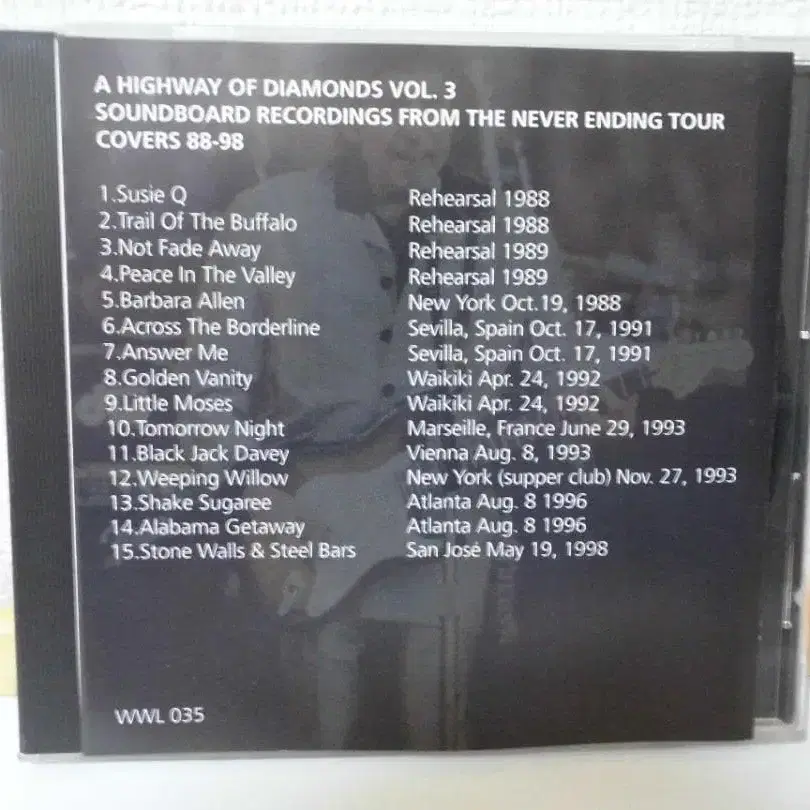 A HIGHWAY OF DIAMONDS VOL. 3
SOUNDBOARD RECORDINGS FROM THE NEVER ENDING TOUR
COVERS 88-98
1.Susie Q Rehearsal 1988
2.Trail Of The Buffalo Rehearsal 1988
3.Not Fade Away Rehearsal 1989
4.Peace In The Valley Rehearsal 1989
5.Barbara Allen New York Oct.19, 1988
6.Across The Borderline Sevilla, Spain Oct. 17, 1991
7.Answer Me Sevilla, Spain Oct. 17, 1991
8.Golden Vanity Waikiki Apr. 24, 1992
9.Little Moses Waikiki Apr. 24, 1992
10.Tomorrow Night Marseille, France June 29, 1993
11.Black Jack Davey Vienna Aug. 8, 1993
12.Weeping Willow New York (supper club) Nov. 27, 1993
13.Shake Sugaree Atlanta Aug. 8 1996
14.Alabama Getaway Atlanta Aug. 8 1996
15.Stone Walls & Steel Bars San José May 19, 1998
WWL 035